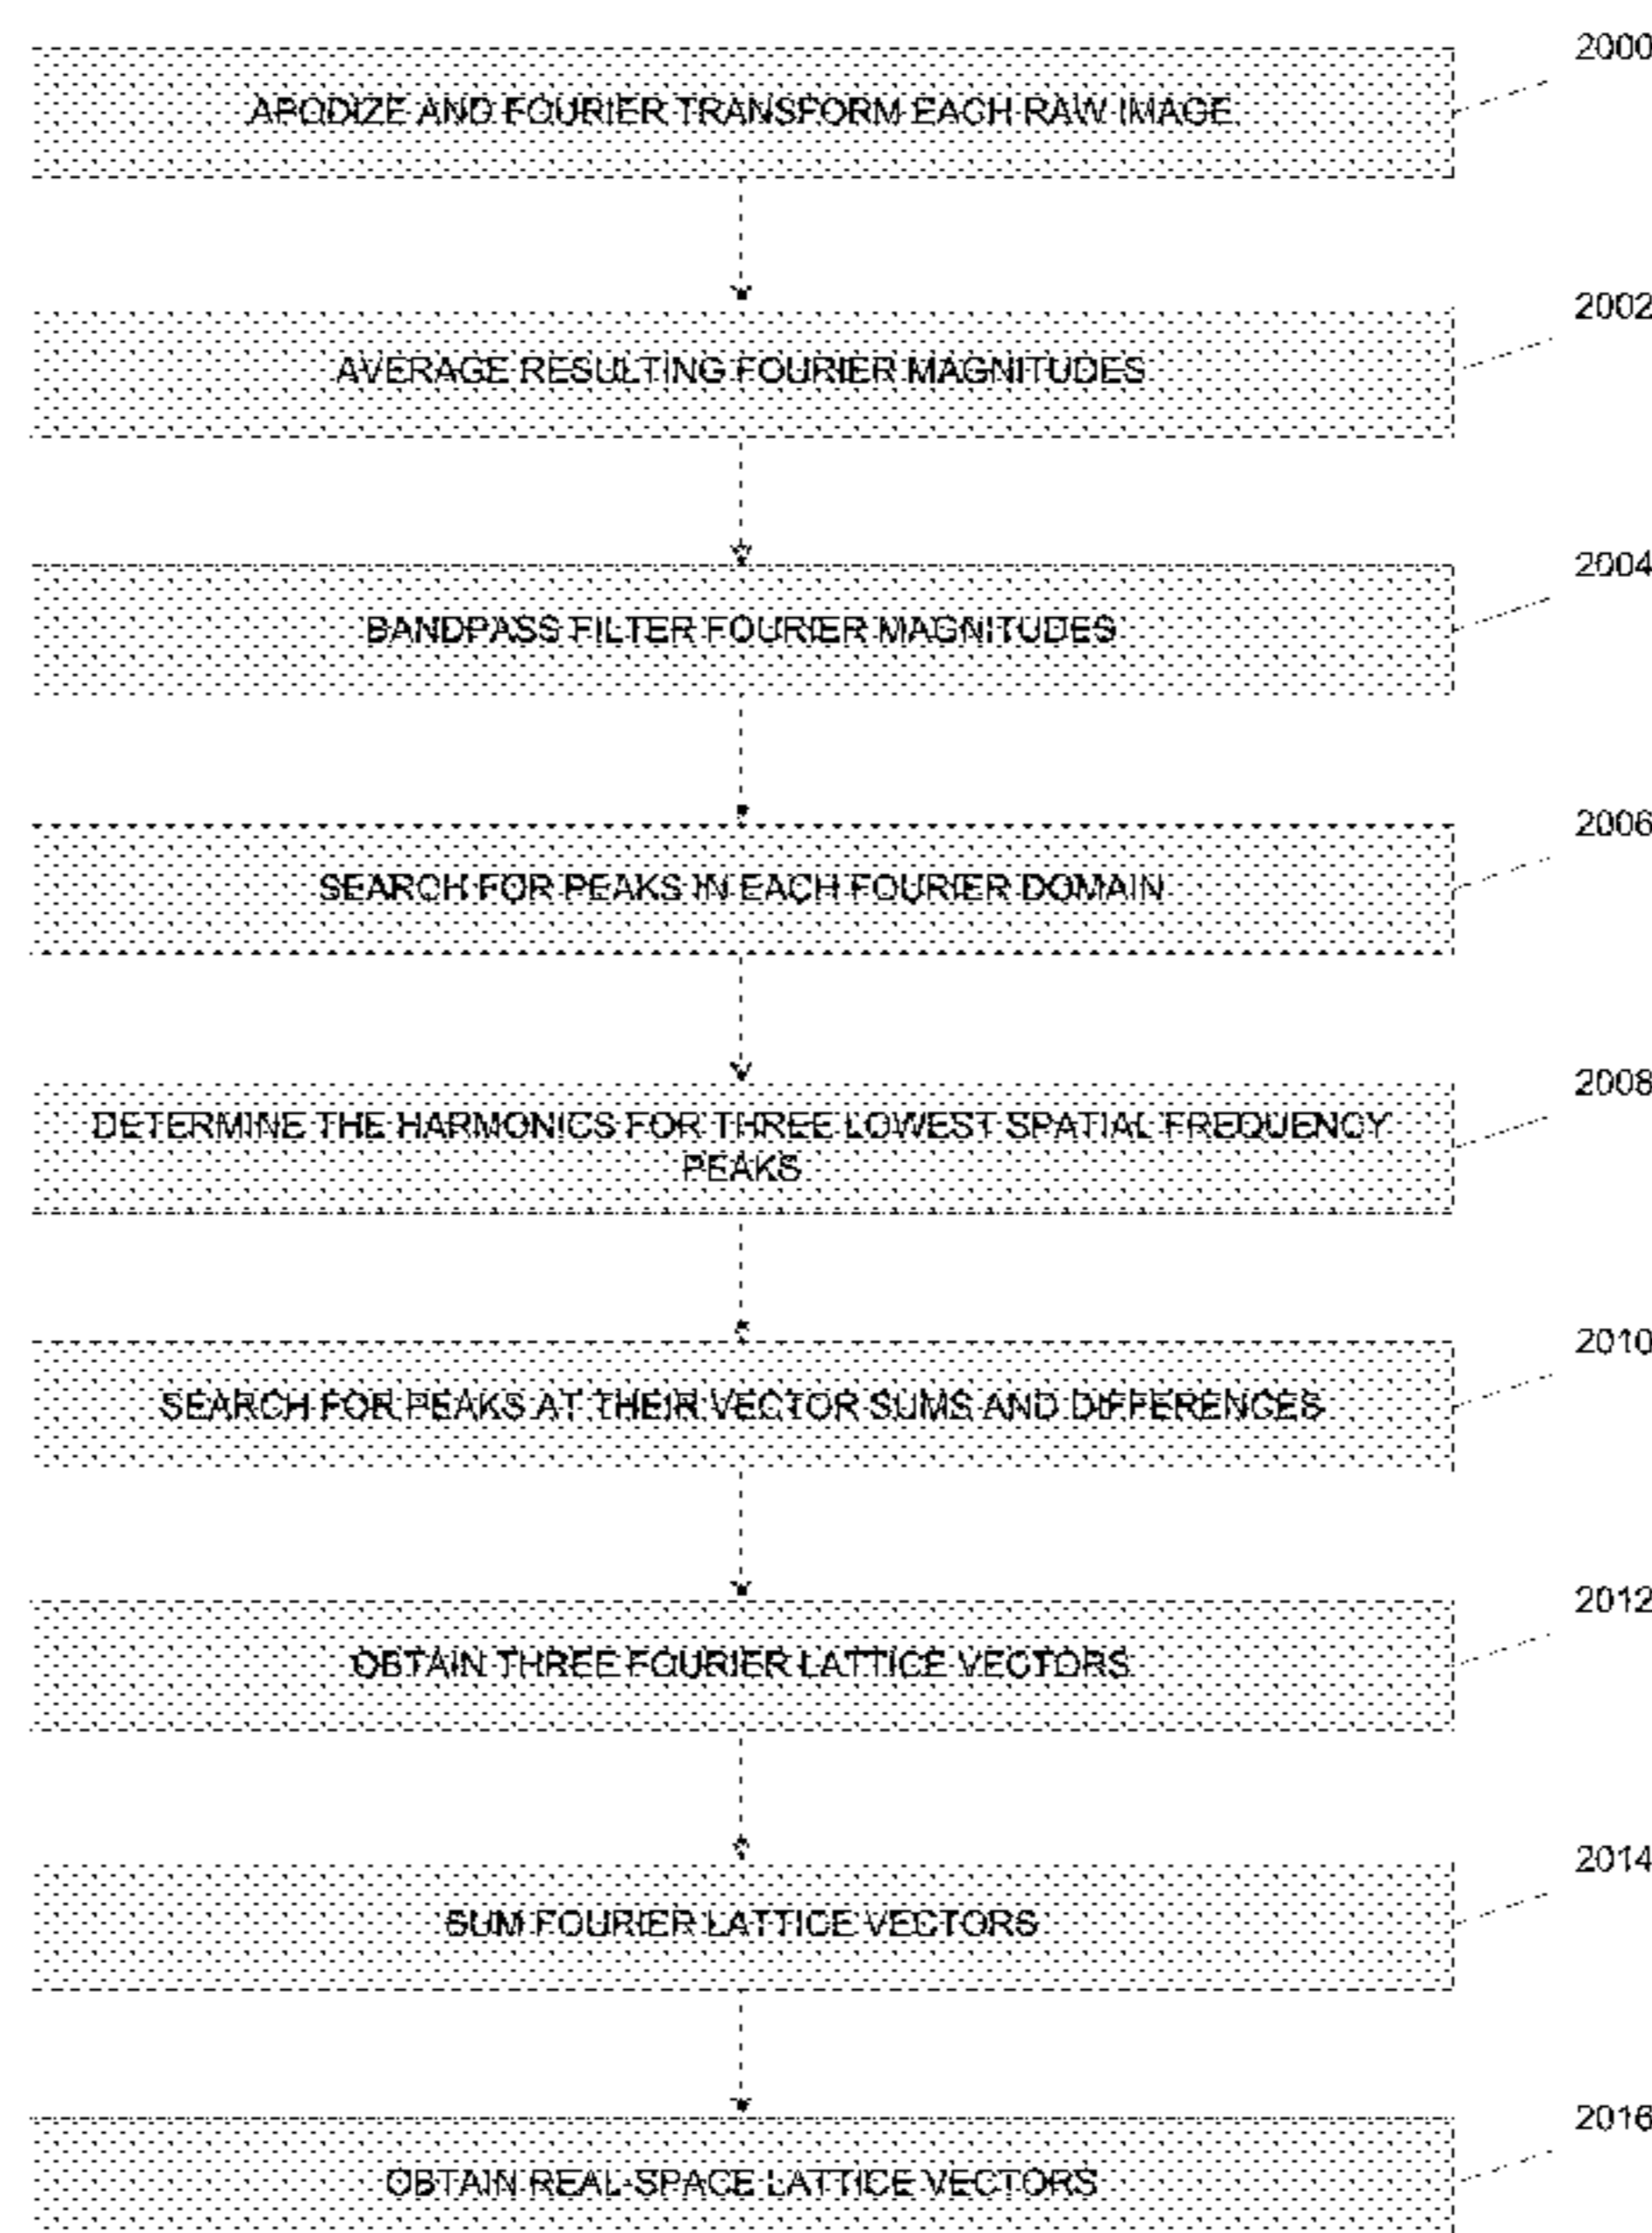 2000
APODIZE AND FOURIER TRANSFORM EACH RAW IMAGE
2002
AVERAGE RESULTING FOURIER MAGNITUDES
2004
BANDPASS FILTER FOURIER MAGNITUDES
2006
SEARCH FOR PEAKS IN EACH FOURIER DOMAIN
2008
DETERMINE THE HARMONICS FOR THREE LOWEST SPATIAL FREQUENCY
PEAKS
2010
SEARCH FOR PEAKS AT THEIR VECTOR SUMS AND DIFFERENCES
2012
OBTAIN THREE FOURIER LATTICE VECTORS
2014
SUM FOURIER LATTICE VECTORS
2016
OBTAIN REAL-SPACE LATTICE VECTORS